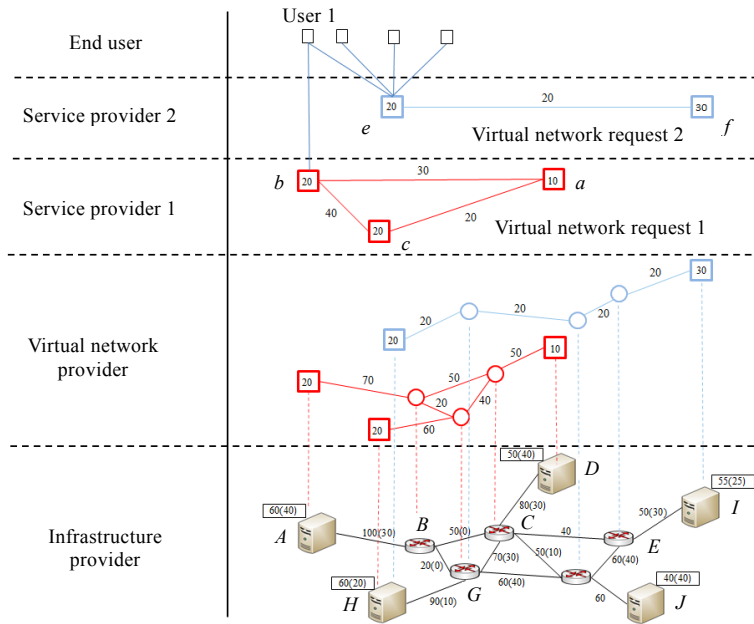 User 1
End user
Service provider 2
20
20
30
e
f
Virtual network request 2
Service provider 1
20
b
30
10
a
40
20
20
c
Virtual network request 1
Virtual network
provider
20
20
20
20
20
30
20
70
50
50
10
20
40
20
60
Infrastructure
provider
60(40)
A
100(30)
B
50(0)
C
50(40)
D
80(30)
40
E
50(30)
55(25)
I
20(0)
70(30)
50(10)
60(40)
60(20)
H
90(10)
G
60(40)
60
40(40)
J